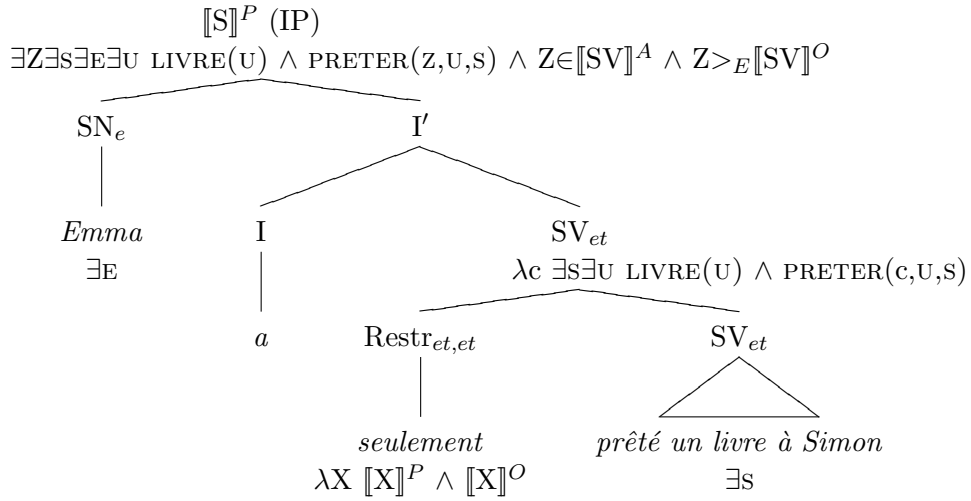 ⟦S⟧ᴾ (IP)
∃Z∃S∃E∃U LIVRE(U) ∧ PRETER(Z,U,S) ∧ Z∈⟦SV⟧ᴬ ∧ Z>_E⟦SV⟧ᴼ
SNₑ I′
Emma I SV_et
∃E λc ∃S∃U LIVRE(U) ∧ PRETER(C,U,S)
a Restr_et,et SV_et
seulement prêté un livre à Simon
λX ⟦X⟧ᴾ ∧ ⟦X⟧ᴼ ∃S